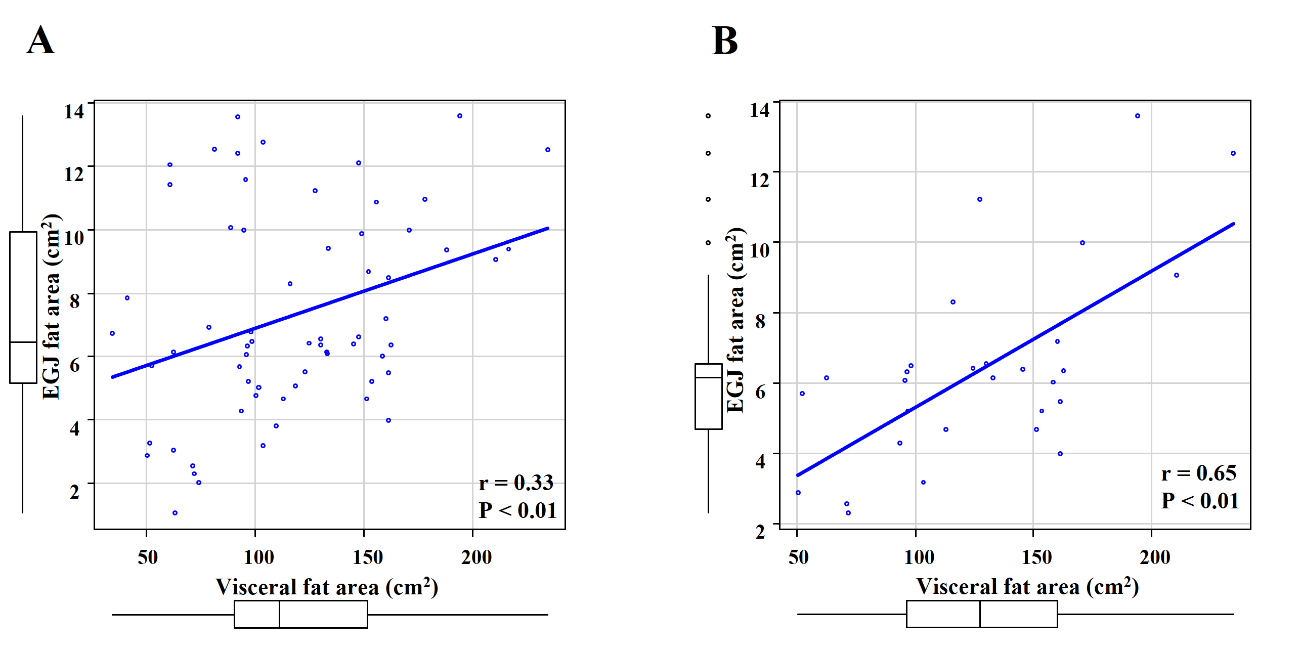 A
14
12
10
8
6
4
2
EGJ fat area (cm²)
r = 0.33
P < 0.01
50 100 150 200
Visceral fat area (cm²)
B
14
12
10
8
6
4
2
EGJ fat area (cm²)
r = 0.65
P < 0.01
50 100 150 200
Visceral fat area (cm²)